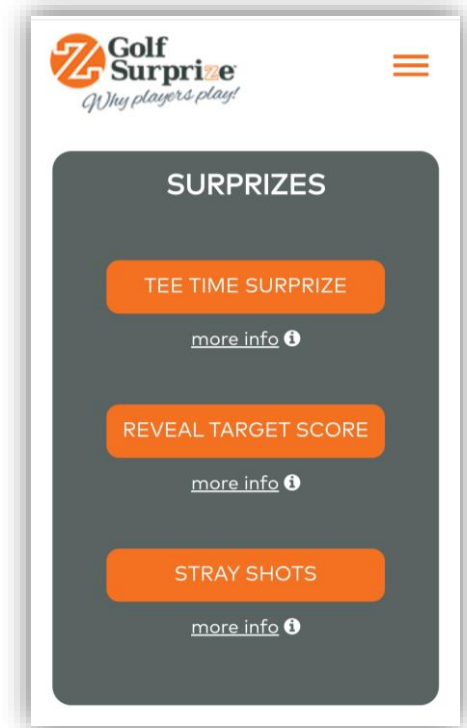 Golf
Surprize
Why players play!
SURPRIZES
TEE TIME SURPRIZE
more info
REVEAL TARGET SCORE
more info
STRAY SHOTS
more info